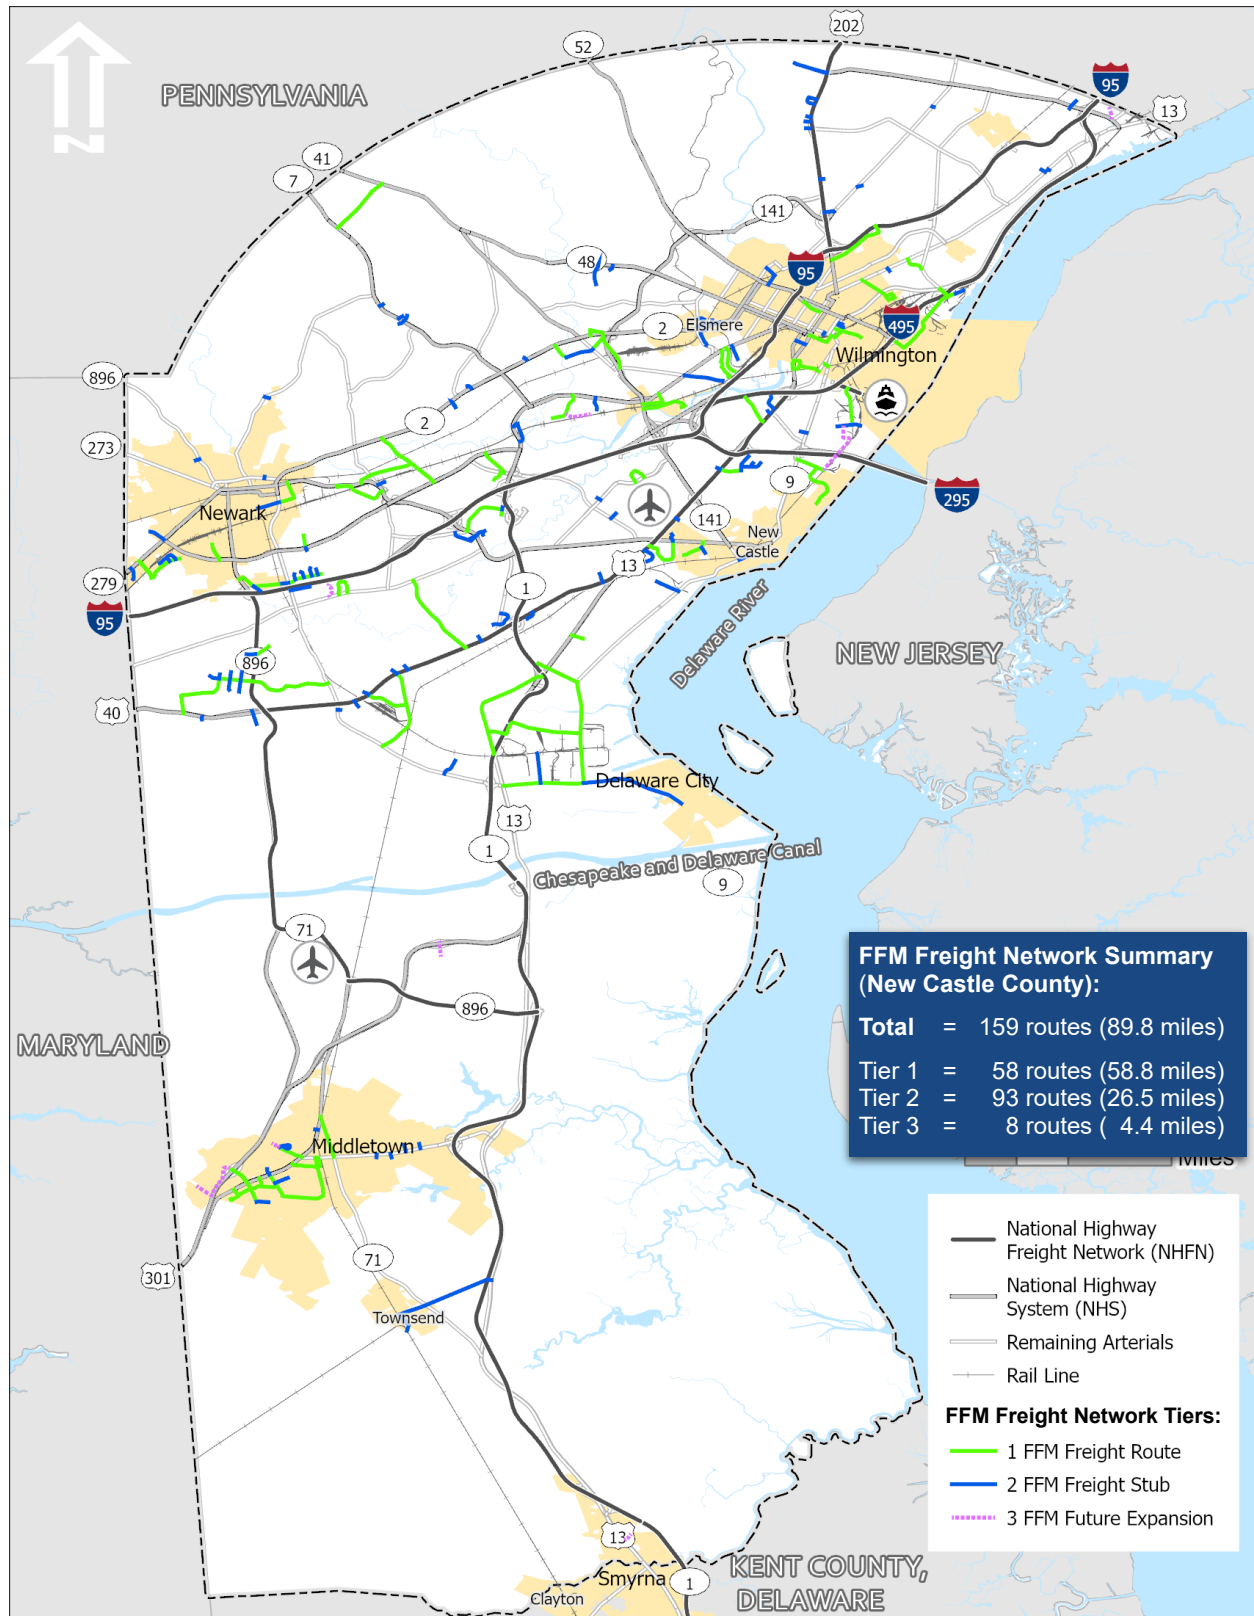 202
52
95
13
PENNSYLVANIA
N
41
7
141
48
95
2
Elsmere
495
Wilmington
896
2
273
9
295
Newark
141
New
Castle
13
279
1
95
Delaware River
NEW JERSEY
896
40
Delaware City
13
1
Chesapeake and Delaware Canal
9
71
896
MARYLAND
FFM Freight Network Summary
(New Castle County):
Total = 159 routes (89.8 miles)
Tier 1 = 58 routes (58.8 miles)
Tier 2 = 93 routes (26.5 miles)
Tier 3 = 8 routes ( 4.4 miles)
Miles
Middletown
71
301
Townsend
National Highway
Freight Network (NHFN)
National Highway
System (NHS)
Remaining Arterials
Rail Line
FFM Freight Network Tiers:
1 FFM Freight Route
2 FFM Freight Stub
3 FFM Future Expansion
13
Smyrna
1
Clayton
KENT COUNTY,
DELAWARE